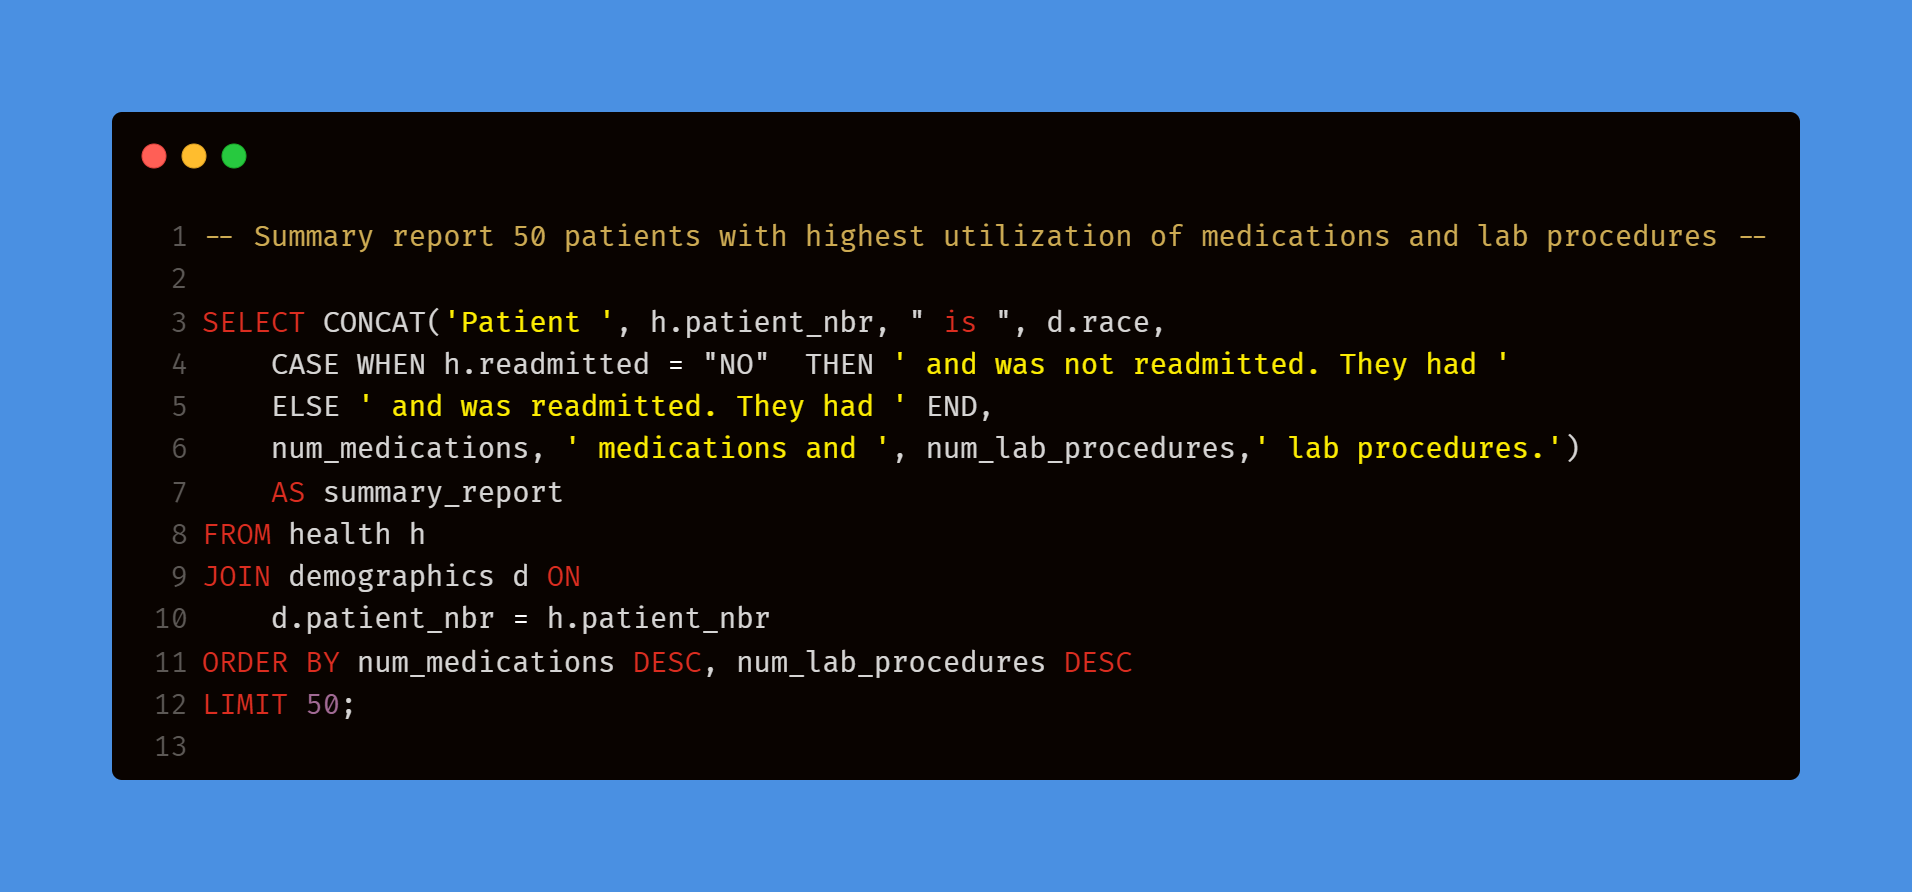 1 -- Summary report 50 patients with highest utilization of medications and lab procedures --
2
3 SELECT CONCAT('Patient ', h.patient_nbr, " is ", d.race,
4     CASE WHEN h.readmitted = "NO"  THEN ' and was not readmitted. They had '
5     ELSE ' and was readmitted. They had ' END,
6     num_medications, ' medications and ', num_lab_procedures,' lab procedures.')
7     AS summary_report
8 FROM health h
9 JOIN demographics d ON
10     d.patient_nbr = h.patient_nbr
11 ORDER BY num_medications DESC, num_lab_procedures DESC
12 LIMIT 50;
13